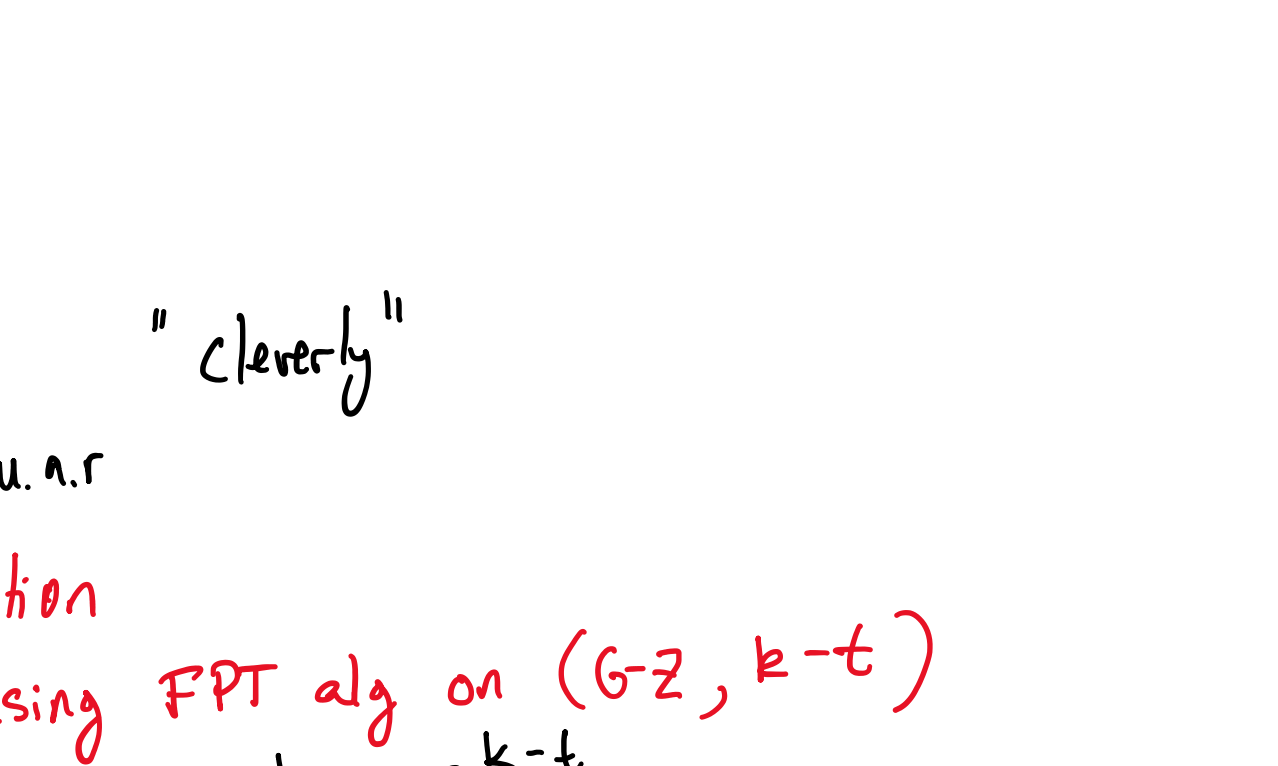 " cleverly "
u.a.r
tion
sing FPT alg on (G-Z, k-t)
k-t